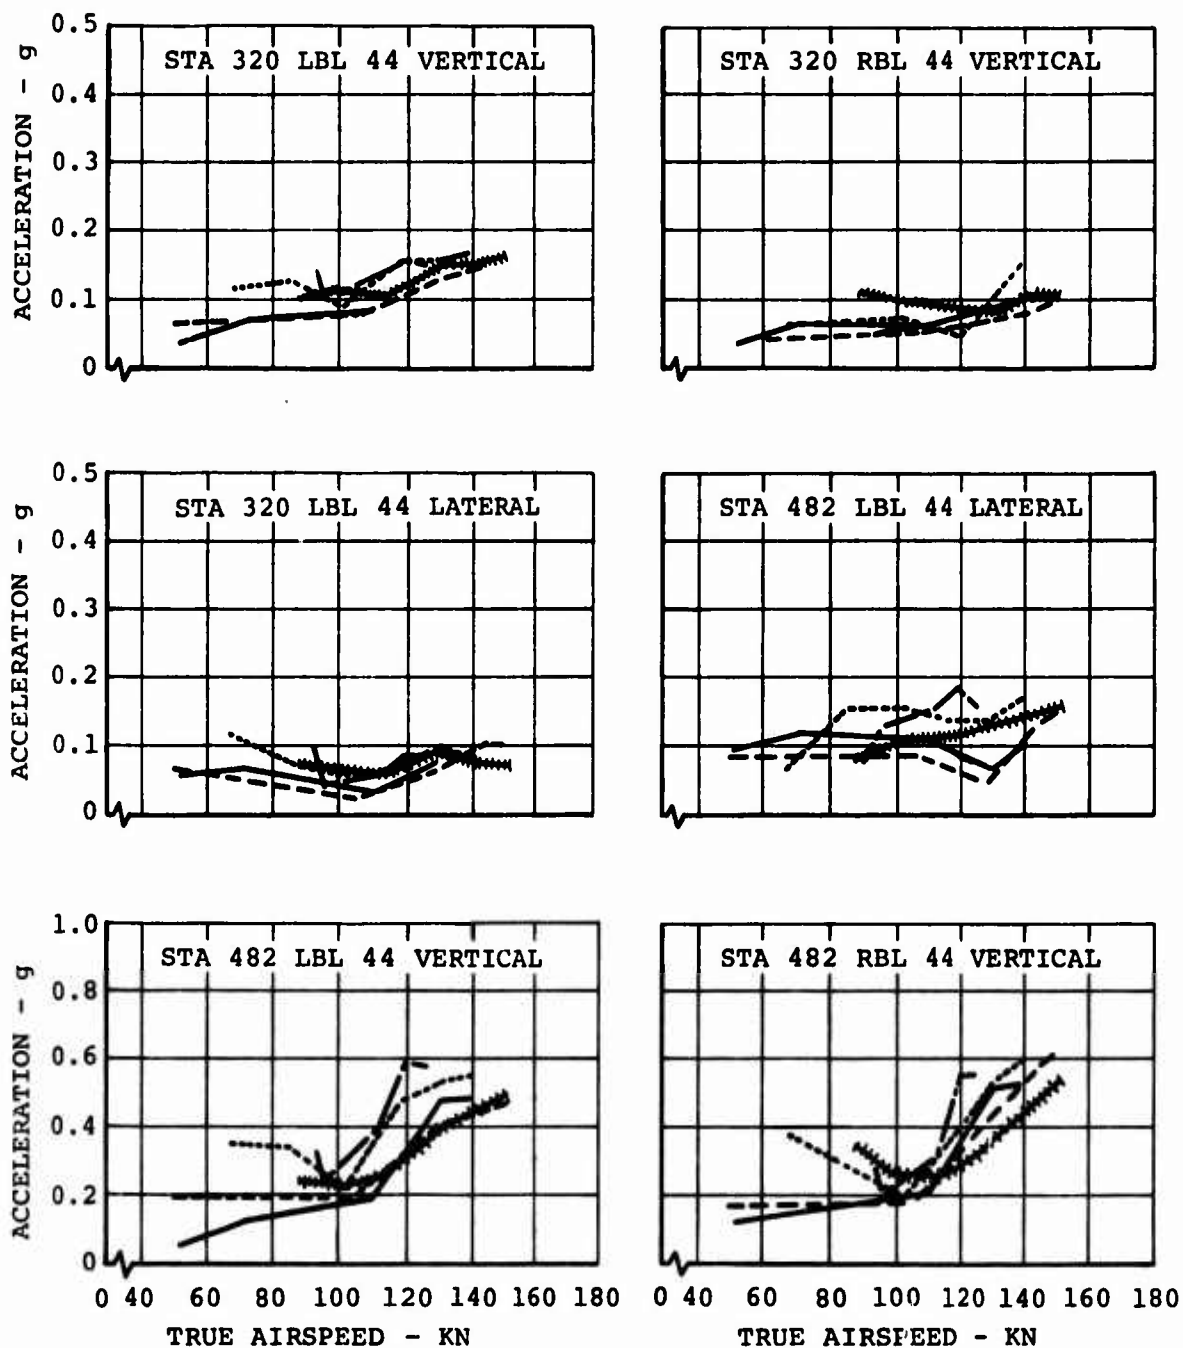 STA 320 LBL 44 VERTICAL
STA 320 RBL 44 VERTICAL
ACCELERATION - g
0.5
0.4
0.3
0.2
0.1
0
STA 320 LBL 44 LATERAL
STA 482 LBL 44 LATERAL
ACCELERATION - g
0.5
0.4
0.3
0.2
0.1
0
STA 482 LBL 44 VERTICAL
STA 482 RBL 44 VERTICAL
ACCELERATION - g
1.0
0.8
0.6
0.4
0.2
0
0 40 60 80 100 120 140 160 180
0 40 60 80 100 120 140 160 180
TRUE AIRSPEED - KN
TRUE AIRSPEED - KN